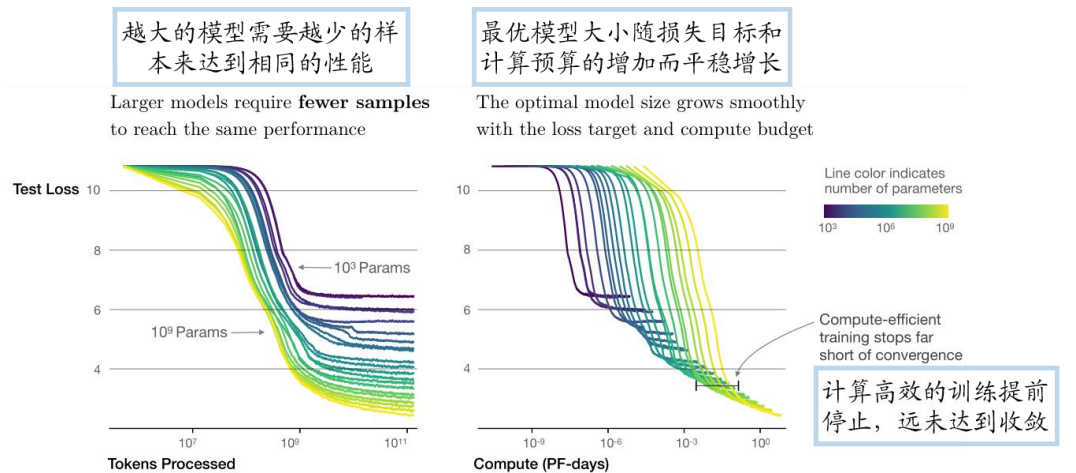 越大的模型需要越少的样
本来达到相同的性能
最优模型大小随损失目标和
计算预算的增加而平稳增长
Larger models require fewer samples
to reach the same performance
The optimal model size grows smoothly
with the loss target and compute budget
Test Loss
10
8
6
4
10³ Params
10⁹ Params
10⁷
10⁹
10¹¹
Tokens Processed
10
8
6
4
10⁻⁹
10⁻⁶
10⁻³
10⁰
Compute (PF-days)
Line color indicates
number of parameters
10³
10⁶
10⁹
Compute-efficient
training stops far
short of convergence
计算高效的训练提前
停止，远未达到收敛